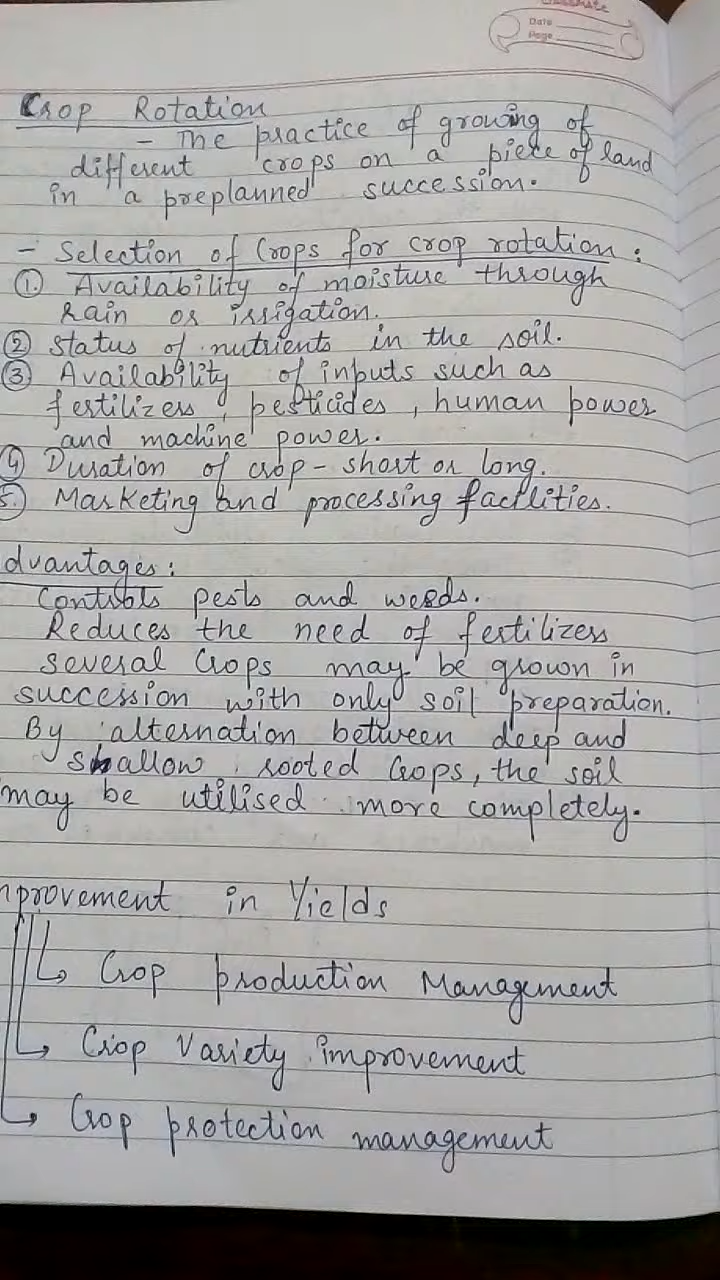 Classmate
Date
Page
Crop Rotation
- The practice of growing of
different crops on a piece of land
in a preplanned succession.
- Selection of Crops for crop rotation :
① Availability of moisture through
rain or irrigation.
② Status of nutrients in the soil.
③ Availability of inputs such as
fertilizers, pesticides, human power
and machine power.
④ Duration of crop - short or long.
⑤ Marketing and processing facilities.
dvantages :
Controls pests and weeds.
Reduces the need of fertilizers
several crops may be grown in
succession with only soil preparation.
By alternation between deep and
shallow rooted crops, the soil
may be utilised more completely.
mprovement in Yields
↳ Crop production Management
↳ Crop Variety improvement
↳ Crop protection management